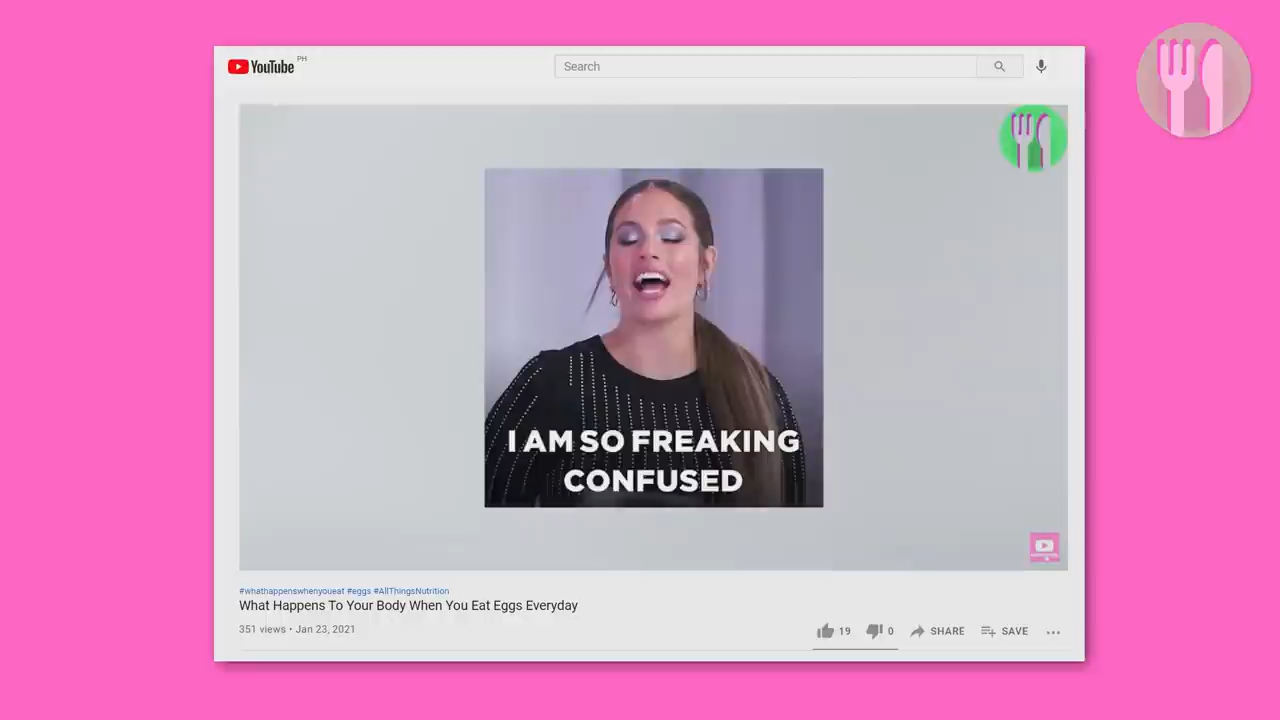 YouTube PH
Search
I AM SO FREAKING
CONFUSED
#whathappenswhenyoueat #eggs #AllThingsNutrition
What Happens To Your Body When You Eat Eggs Everyday
351 views • Jan 23, 2021
19
0
SHARE
SAVE